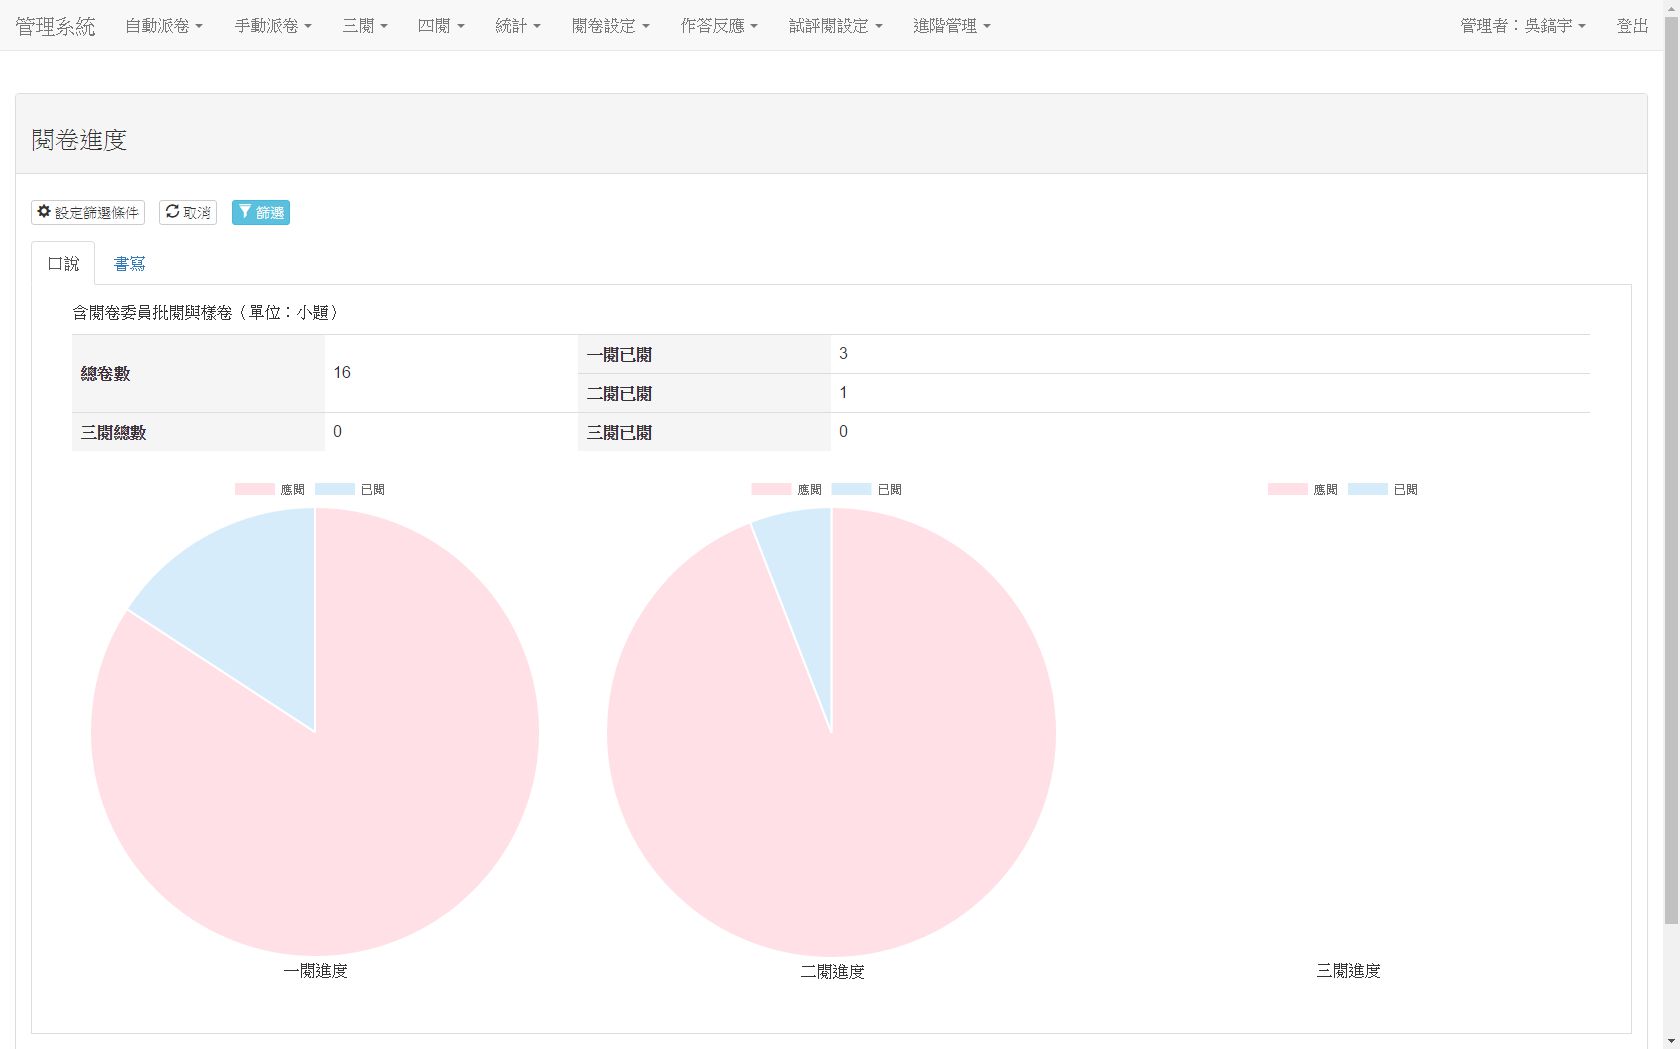 管理系統 自動派卷 手動派卷 三閱 四閱 統計 閱卷設定 作答反應 試評閱設定 進階管理 管理者：吳鎬宇 登出
閱卷進度
設定篩選條件 取消 篩選
口說 書寫
含閱卷委員批閱與樣卷（單位：小題）
總卷數 16 一閱已閱 3
二閱已閱 1
三閱總數 0 三閱已閱 0
應閱 已閱 應閱 已閱 應閱 已閱
一閱進度 二閱進度 三閱進度